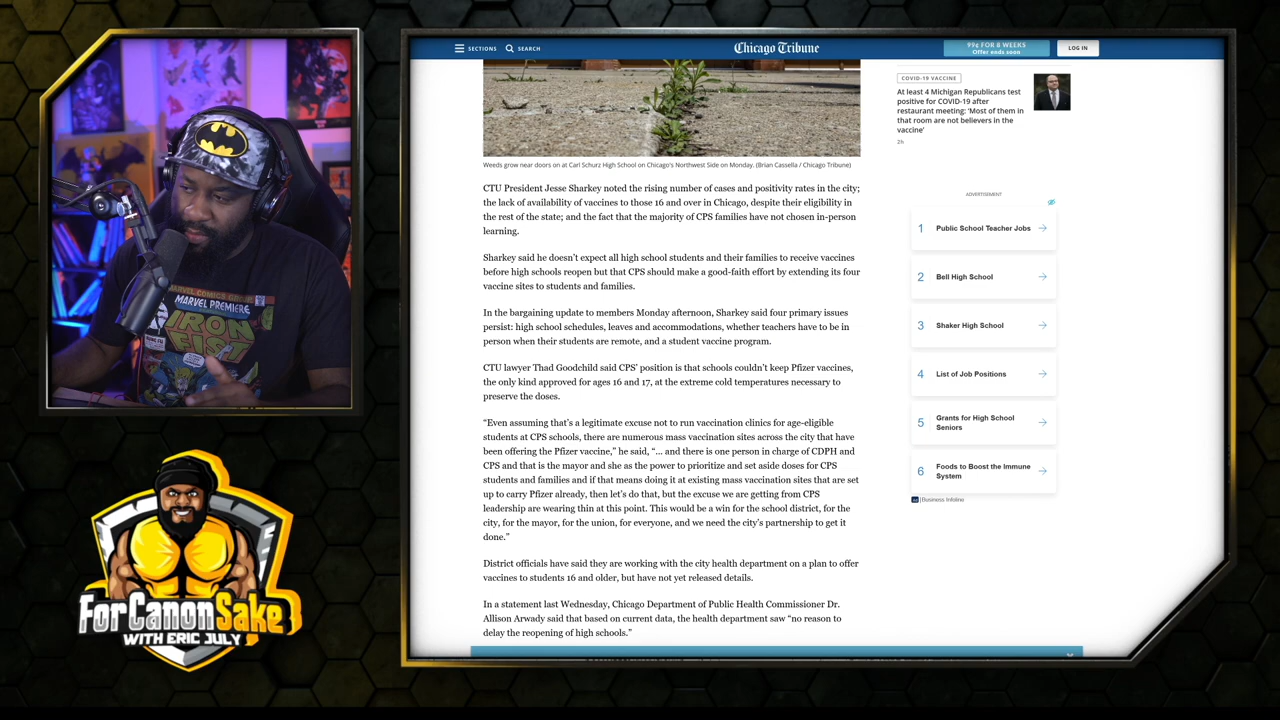 SECTIONS
SEARCH
Chicago Tribune
99¢ FOR 8 WEEKS
Offer ends soon
LOG IN
Weeds grow near doors on at Carl Schurz High School on Chicago's Northwest Side on Monday. (Brian Cassella / Chicago Tribune)
CTU President Jesse Sharkey noted the rising number of cases and positivity rates in the city;
the lack of availability of vaccines to those 16 and over in Chicago, despite their eligibility in
the rest of the state; and the fact that the majority of CPS families have not chosen in-person
learning.
Sharkey said he doesn't expect all high school students and their families to receive vaccines
before high schools reopen but that CPS should make a good-faith effort by extending its four
vaccine sites to students and families.
In the bargaining update to members Monday afternoon, Sharkey said four primary issues
persist: high school schedules, leaves and accommodations, whether teachers have to be in
person when their students are remote, and a student vaccine program.
CTU lawyer Thad Goodchild said CPS' position is that schools couldn't keep Pfizer vaccines,
the only kind approved for ages 16 and 17, at the extreme cold temperatures necessary to
preserve the doses.
“Even assuming that's a legitimate excuse not to run vaccination clinics for age-eligible
students at CPS schools, there are numerous mass vaccination sites across the city that have
been offering the Pfizer vaccine,” he said, “... and there is one person in charge of CDPH and
CPS and that is the mayor and she as the power to prioritize and set aside doses for CPS
students and families and if that means doing it at existing mass vaccination sites that are set
up to carry Pfizer already, then let's do that, but the excuse we are getting from CPS
leadership are wearing thin at this point. This would be a win for the school district, for the
city, for the mayor, for the union, for everyone, and we need the city's partnership to get it
done.”
District officials have said they are working with the city health department on a plan to offer
vaccines to students 16 and older, but have not yet released details.
In a statement last Wednesday, Chicago Department of Public Health Commissioner Dr.
Allison Arwady said that based on current data, the health department saw “no reason to
delay the reopening of high schools.”
COVID-19 VACCINE
At least 4 Michigan Republicans test
positive for COVID-19 after
restaurant meeting: ‘Most of them in
that room are not believers in the
vaccine’
2h
ADVERTISEMENT
1 Public School Teacher Jobs
2 Bell High School
3 Shaker High School
4 List of Job Positions
5 Grants for High School
Seniors
6 Foods to Boost the Immune
System
Business Infoline
MARVEL COMICS GROUP
MARVEL PREMIERE
IRON
FIST
ForCanonSake
WITH ERIC JULY